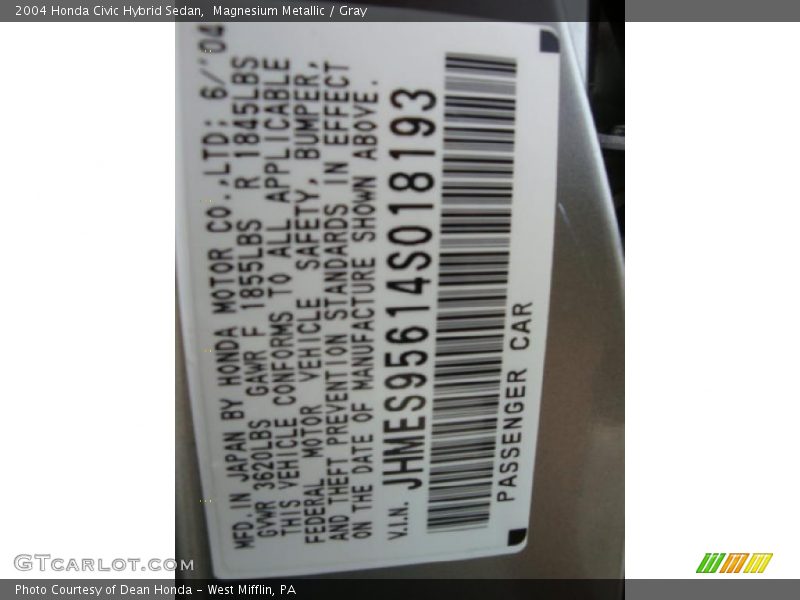 2004 Honda Civic Hybrid Sedan, Magnesium Metallic / Gray
MFD. IN JAPAN BY HONDA MOTOR CO., LTD; 6/'04
GVWR 3620LBS GAWR F 1855LBS R 1845LBS
THIS VEHICLE CONFORMS TO ALL APPLICABLE
FEDERAL MOTOR VEHICLE SAFETY, BUMPER,
AND THEFT PREVENTION STANDARDS IN EFFECT
ON THE DATE OF MANUFACTURE SHOWN ABOVE.
V.I.N. JHMES95614S018193
PASSENGER CAR
GTCARLOT.COM
Photo Courtesy of Dean Honda - West Mifflin, PA